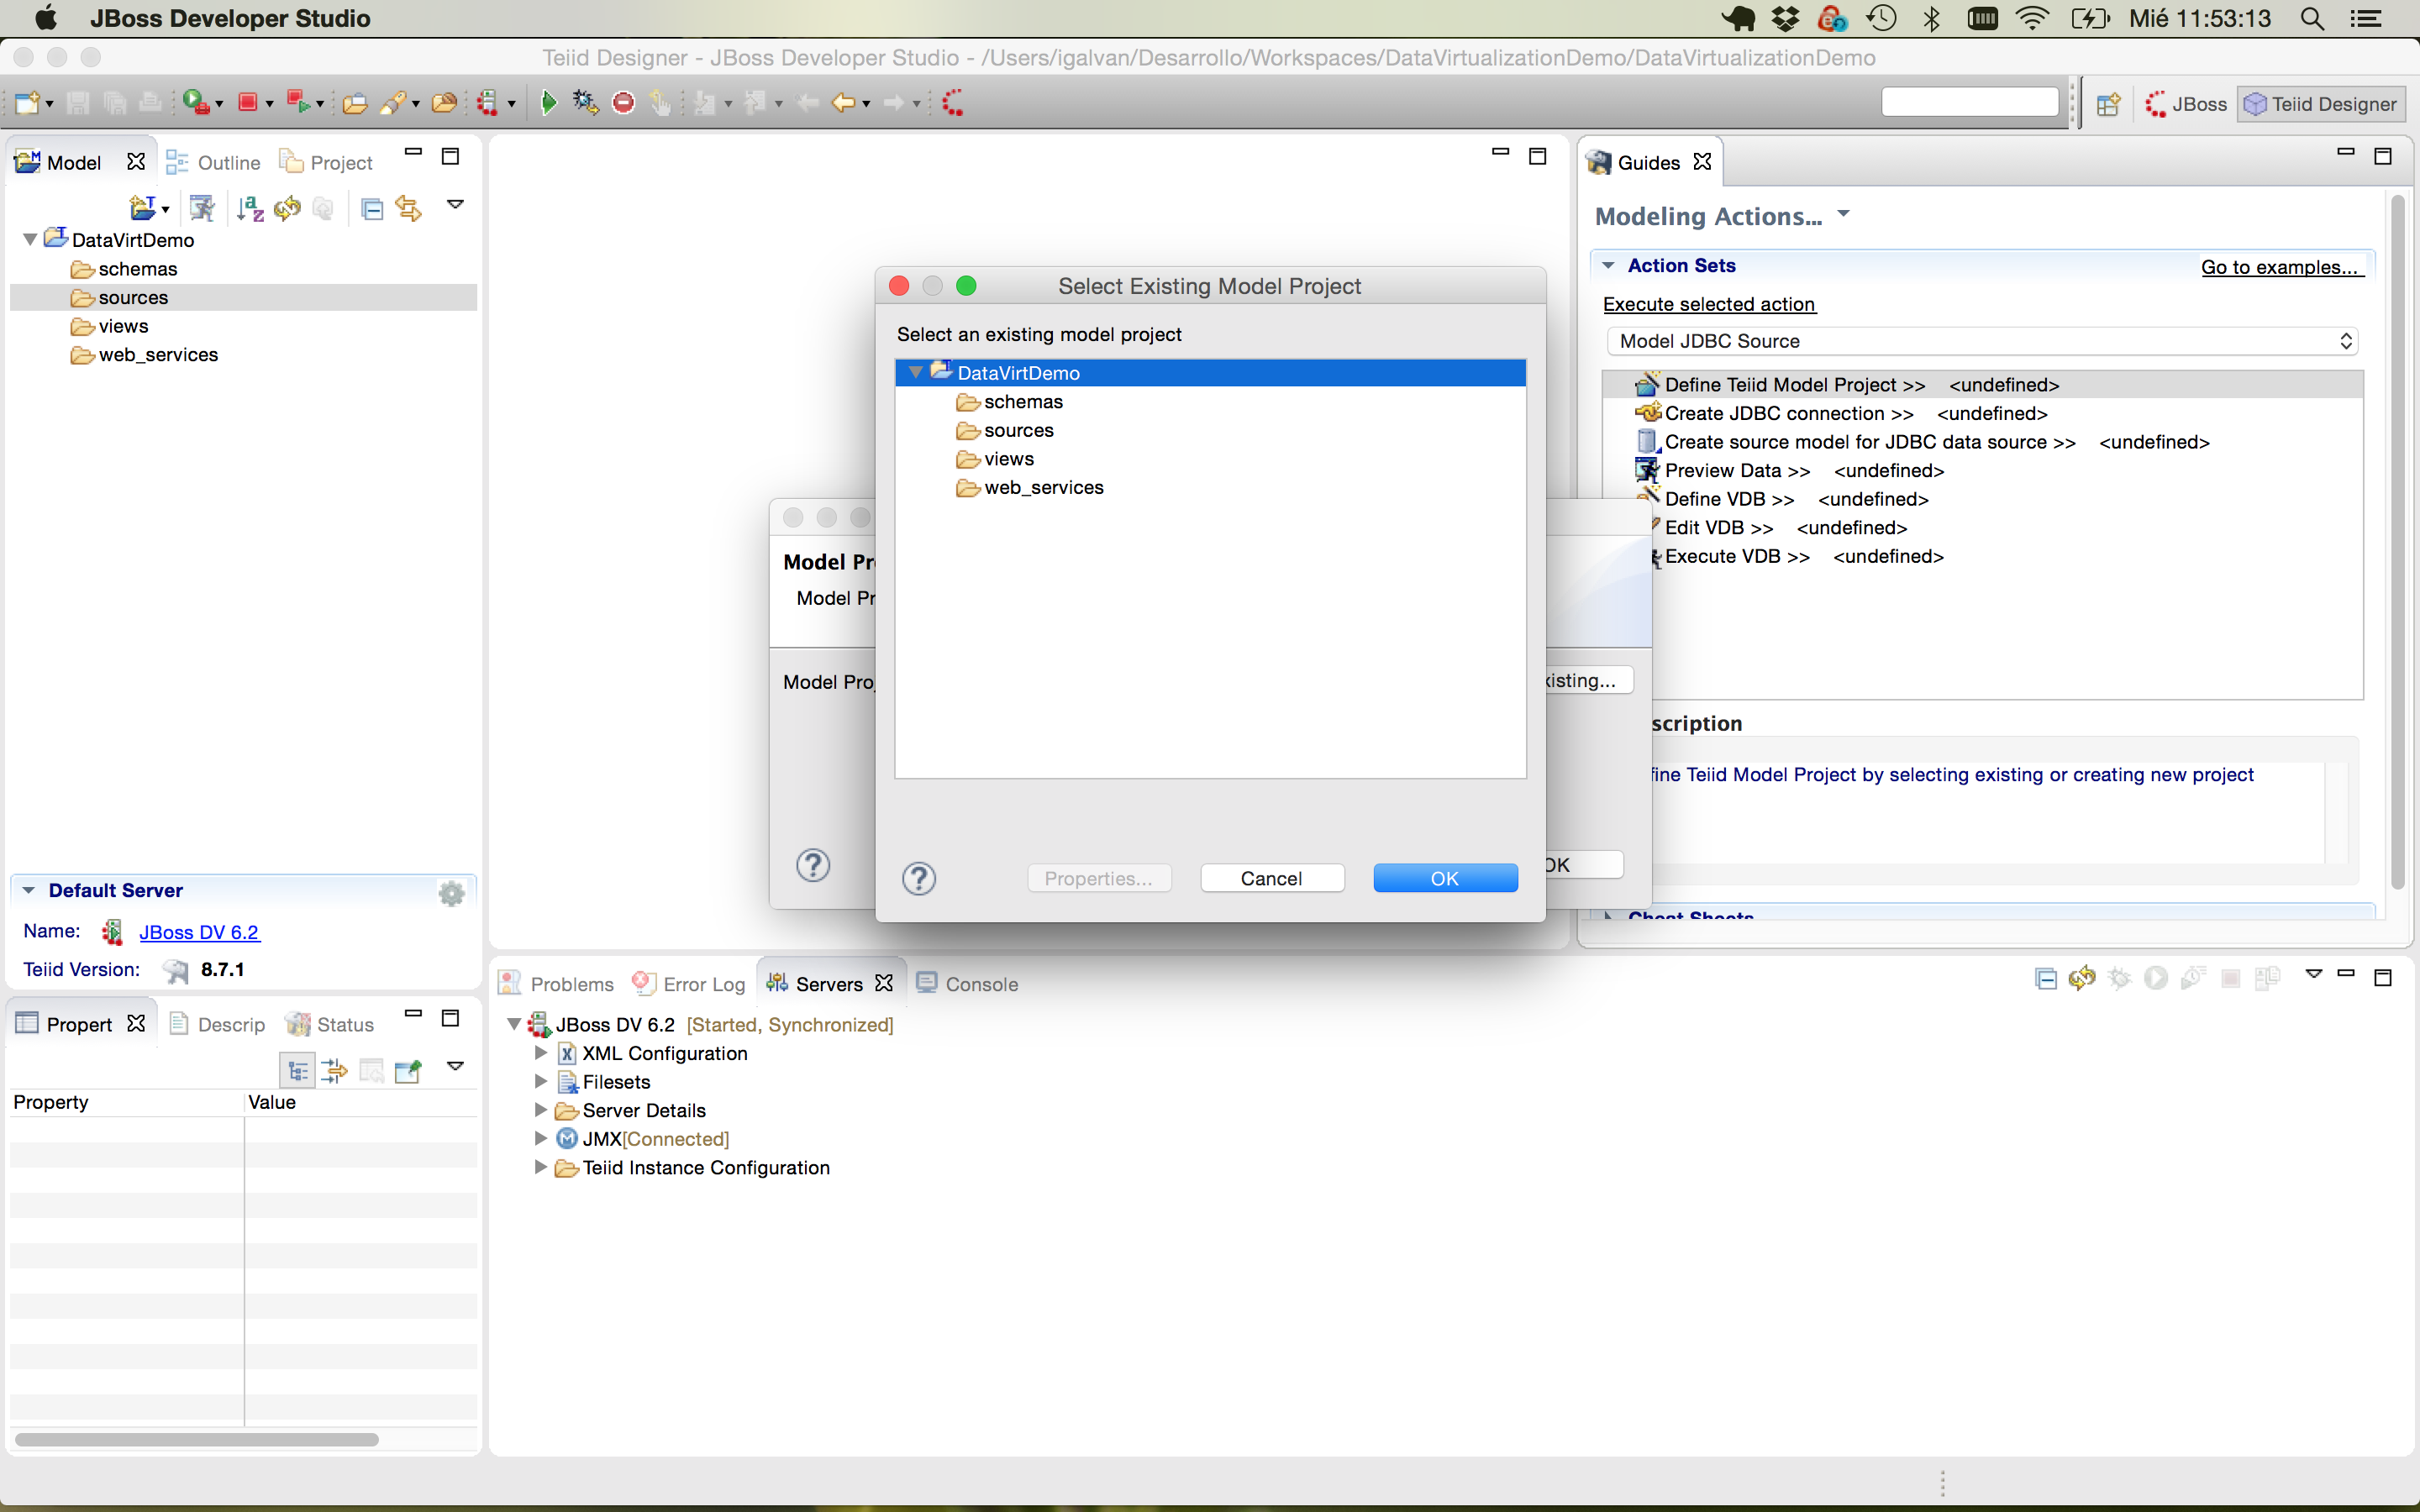 JBoss Developer Studio
Mié 11:53:13
Teiid Designer - JBoss Developer Studio - /Users/igalvan/Desarrollo/Workspaces/DataVirtualizationDemo/DataVirtualizationDemo
JBoss
Teiid Designer
Model
Outline
Project
DataVirtDemo
schemas
sources
views
web_services
Default Server
Name: JBoss DV 6.2
Teiid Version: 8.7.1
Propert
Descrip
Status
Property Value
Select Existing Model Project
Select an existing model project
DataVirtDemo
schemas
sources
views
web_services
Properties...
Cancel
OK
Model Pr
Model Pr
Model Proj
xisting...
OK
Guides
Modeling Actions...
Action Sets
Go to examples...
Execute selected action
Model JDBC Source
Define Teiid Model Project >> <undefined>
Create JDBC connection >> <undefined>
Create source model for JDBC data source >> <undefined>
Preview Data >> <undefined>
Define VDB >> <undefined>
Edit VDB >> <undefined>
Execute VDB >> <undefined>
scription
fine Teiid Model Project by selecting existing or creating new project
Cheat Sheets
Problems
Error Log
Servers
Console
JBoss DV 6.2 [Started, Synchronized]
XML Configuration
Filesets
Server Details
JMX[Connected]
Teiid Instance Configuration